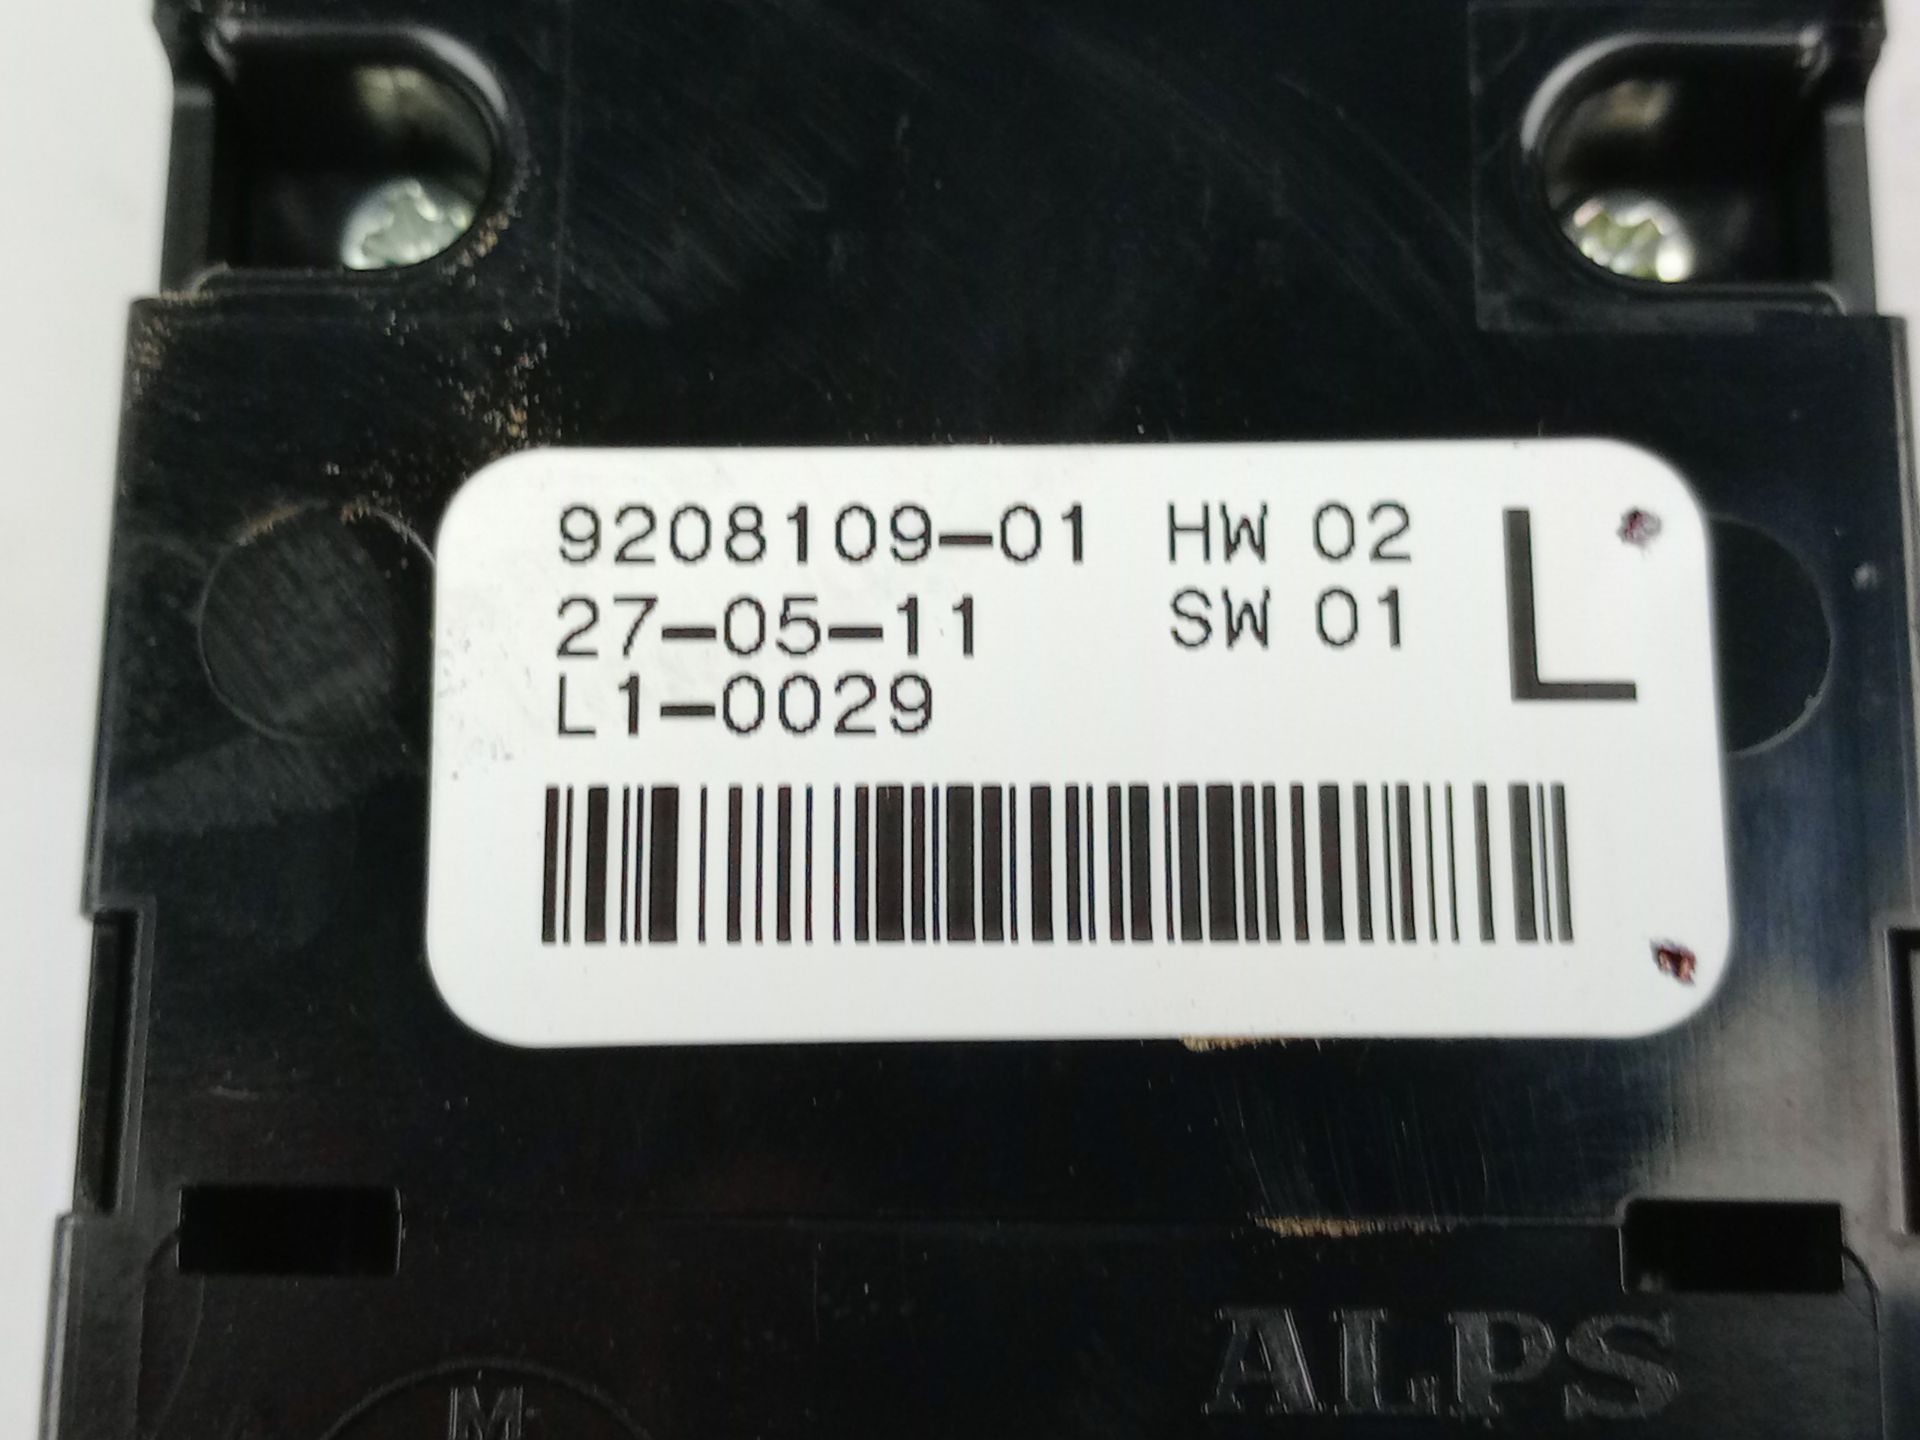 9208109-01 HW 02
27-05-11 SW 01
L1-0029
L
ALPS
M